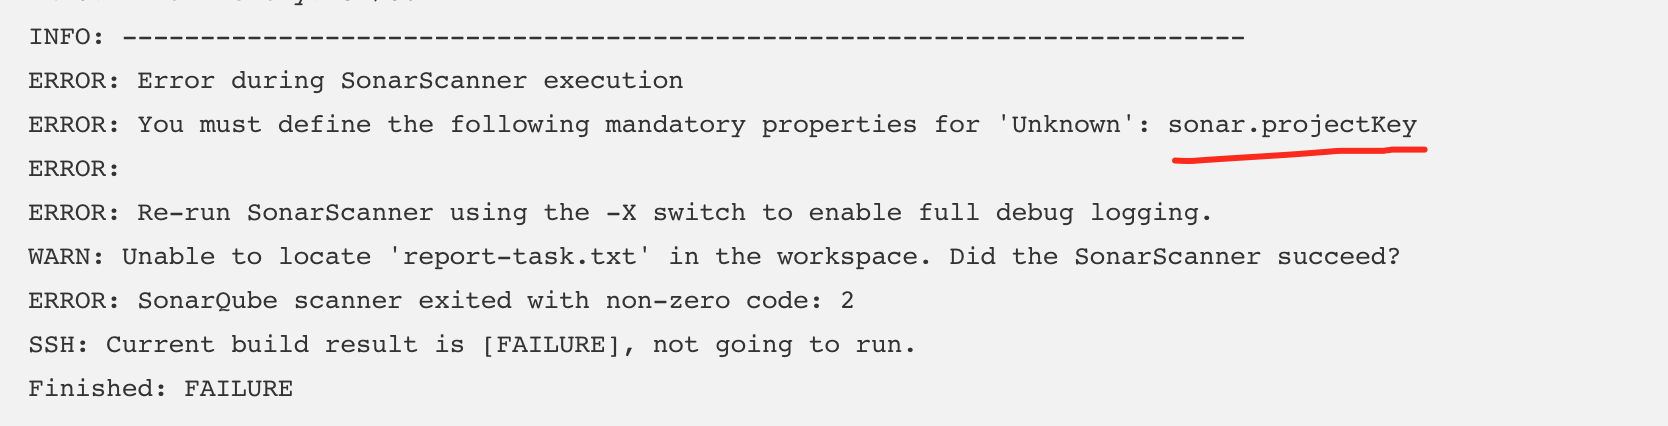 INFO: ------------------------------------------------------------------------
ERROR: Error during SonarScanner execution
ERROR: You must define the following mandatory properties for 'Unknown': sonar.projectKey
ERROR:
ERROR: Re-run SonarScanner using the -X switch to enable full debug logging.
WARN: Unable to locate 'report-task.txt' in the workspace. Did the SonarScanner succeed?
ERROR: SonarQube scanner exited with non-zero code: 2
SSH: Current build result is [FAILURE], not going to run.
Finished: FAILURE